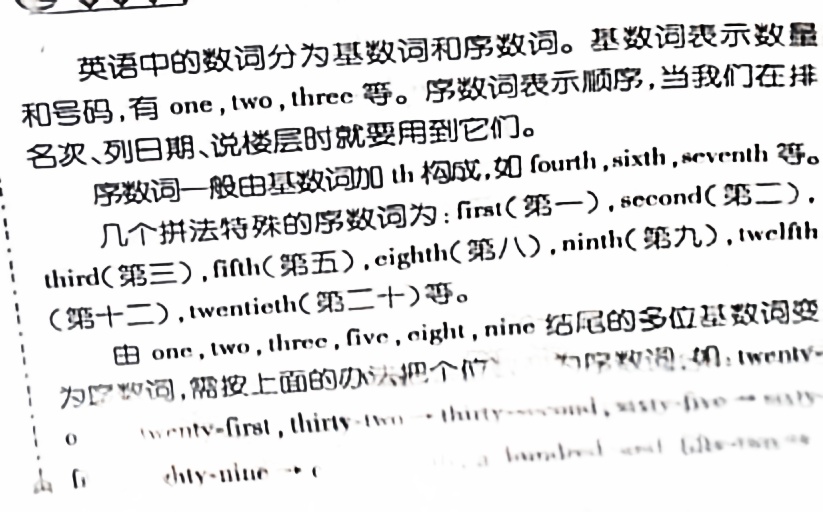 英语中的数词分为基数词和序数词。基数词表示数量
和号码,有 one, two, three 等。序数词表示顺序,当我们在排
名次、列日期、说楼层时就要用到它们。
序数词一般由基数词加 th 构成,如 fourth, sixth, seventh 等。
几个拼法特殊的序数词为: first(第一), second(第二),
third(第三), fifth(第五), eighth(第八), ninth(第九), twelfth
(第十二), twentieth(第二十)等。
由 one, two, three, five, eight, nine 结尾的多位基数词变
为序数词,需按上面的办法把个位 为序数词,如: twenty-
twenty-first, thirty-two → thirty-second, sixty-five → sixty-
hty-nine → a hundred and fifty-two →